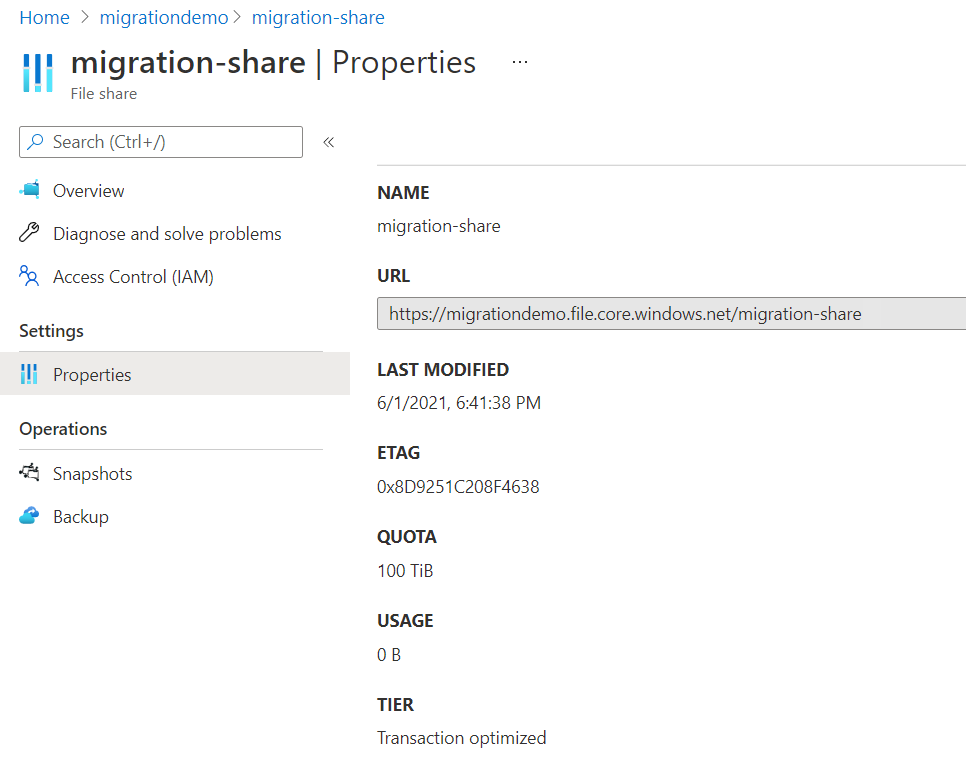 Home > migrationdemo > migration-share
migration-share | Properties ...
File share
Search (Ctrl+/) «
Overview
Diagnose and solve problems
Access Control (IAM)
Settings
Properties
Operations
Snapshots
Backup
NAME
migration-share
URL
https://migrationdemo.file.core.windows.net/migration-share
LAST MODIFIED
6/1/2021, 6:41:38 PM
ETAG
0x8D9251C208F4638
QUOTA
100 TiB
USAGE
0 B
TIER
Transaction optimized